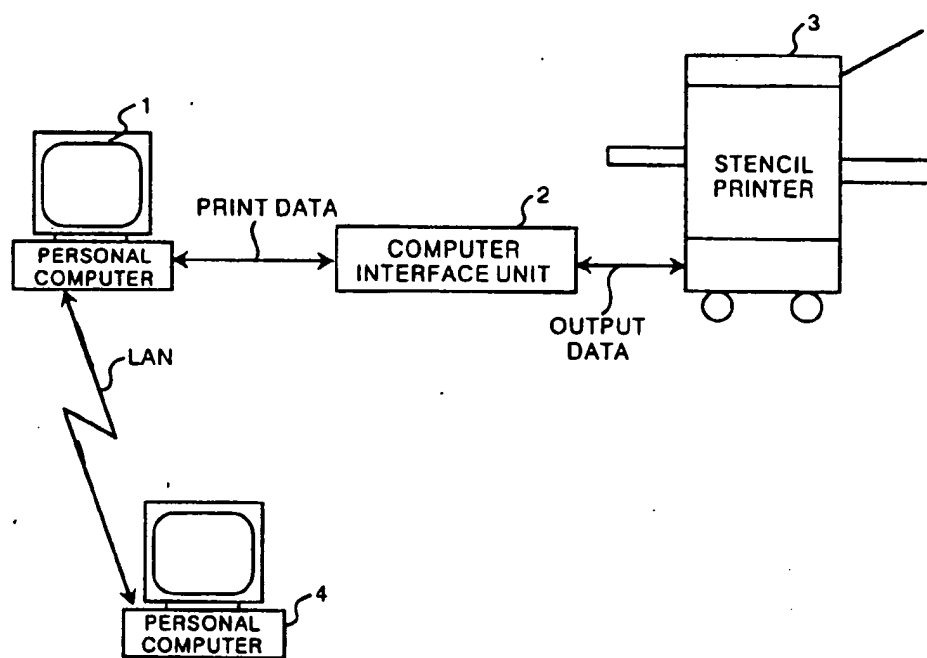 3
1
STENCIL
PRINTER
PRINT DATA
2
PERSONAL
COMPUTER
COMPUTER
INTERFACE UNIT
OUTPUT
DATA
LAN
4
PERSONAL
COMPUTER